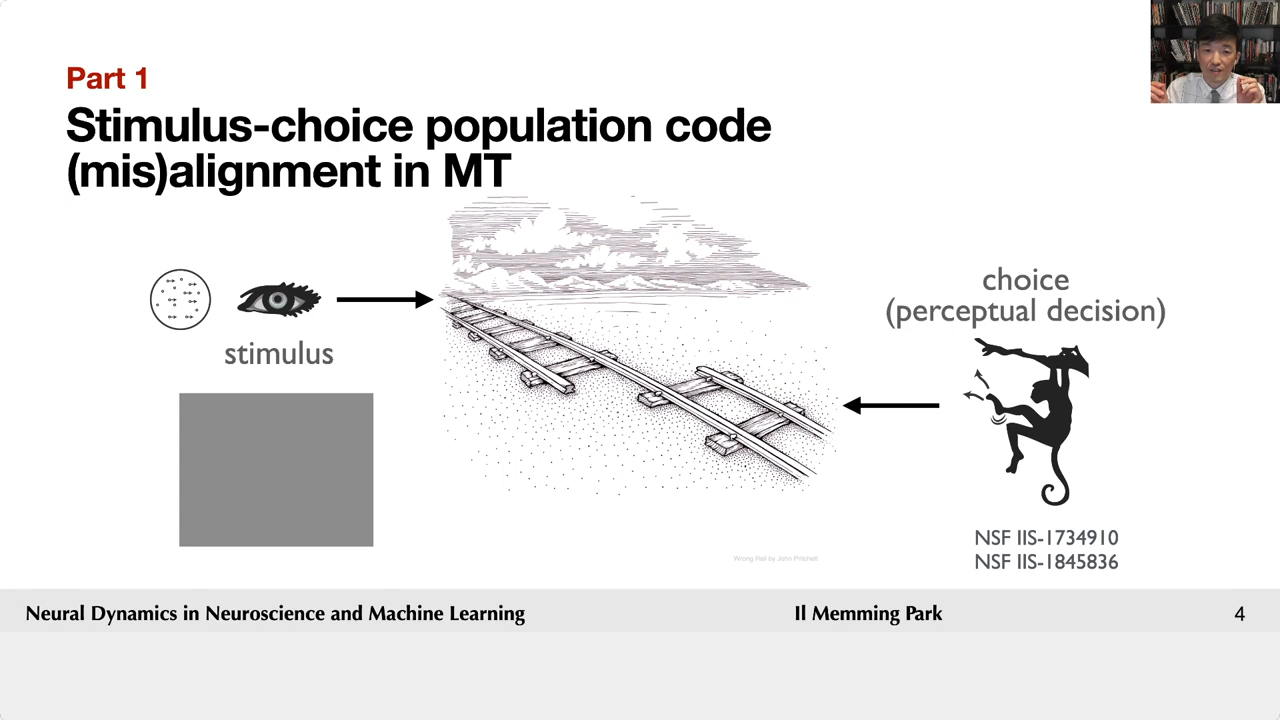 Part 1
Stimulus-choice population code
(mis)alignment in MT
stimulus
choice
(perceptual decision)
NSF IIS-1734910
NSF IIS-1845836
Wrong Rail by John Pritchett
Neural Dynamics in Neuroscience and Machine Learning
Il Memming Park
4